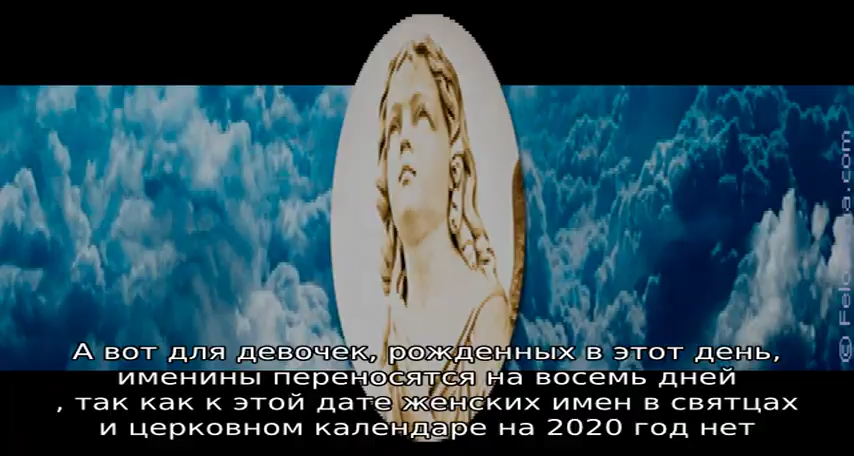 А вот для девочек, рожденных в этот день,
именины переносятся на восемь дней
, так как к этой дате женских имен в святцах
и церковном календаре на 2020 год нет